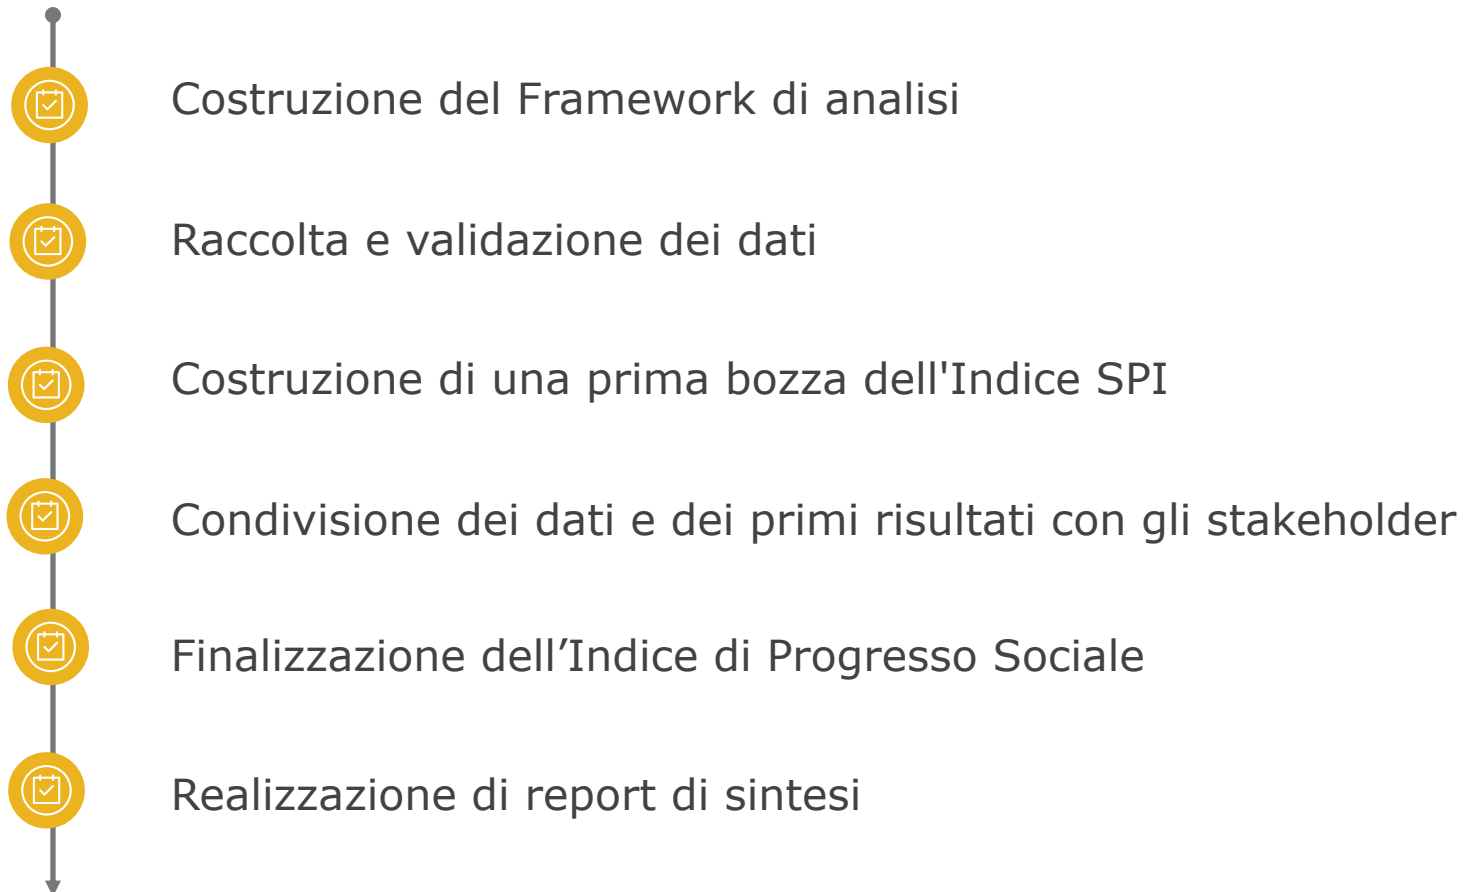 Costruzione del Framework di analisi
Raccolta e validazione dei dati
Costruzione di una prima bozza dell'Indice SPI
Condivisione dei dati e dei primi risultati con gli stakeholder
Finalizzazione dell’Indice di Progresso Sociale
Realizzazione di report di sintesi